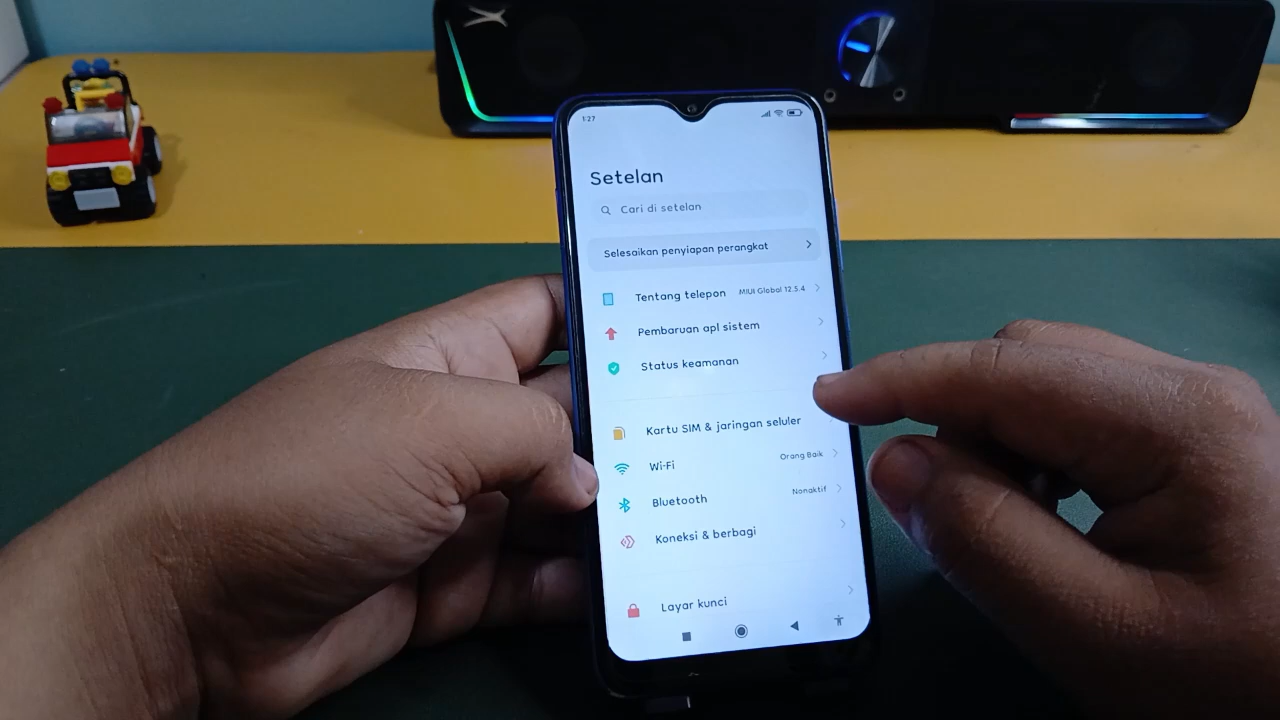 1:27
Setelan
Cari di setelan
Selesaikan penyiapan perangkat
Tentang telepon MIUI Global 12.5.4
Pembaruan apl sistem
Status keamanan
Kartu SIM & jaringan seluler
Wi-Fi Orang Baik
Bluetooth Nonaktif
Koneksi & berbagi
Layar kunci